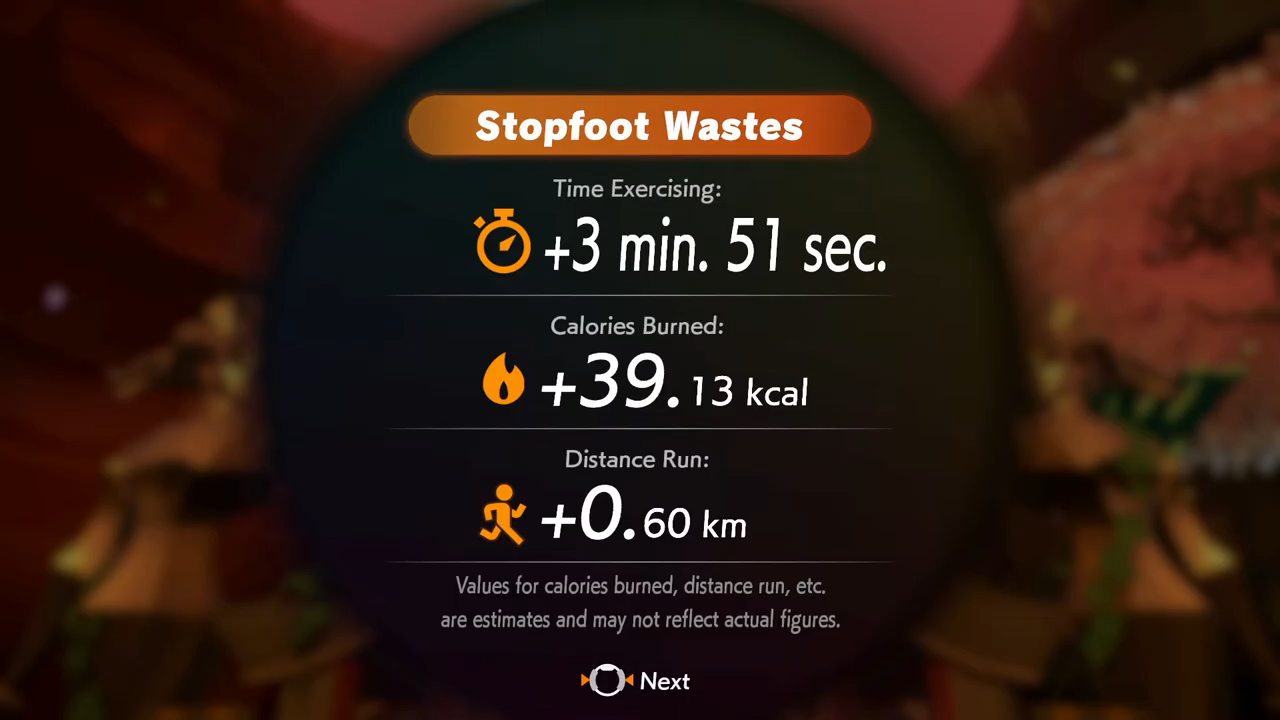 Stopfoot Wastes
Time Exercising:
+3 min. 51 sec.
Calories Burned:
+39.13 kcal
Distance Run:
+0.60 km
Values for calories burned, distance run, etc.
are estimates and may not reflect actual figures.
Next